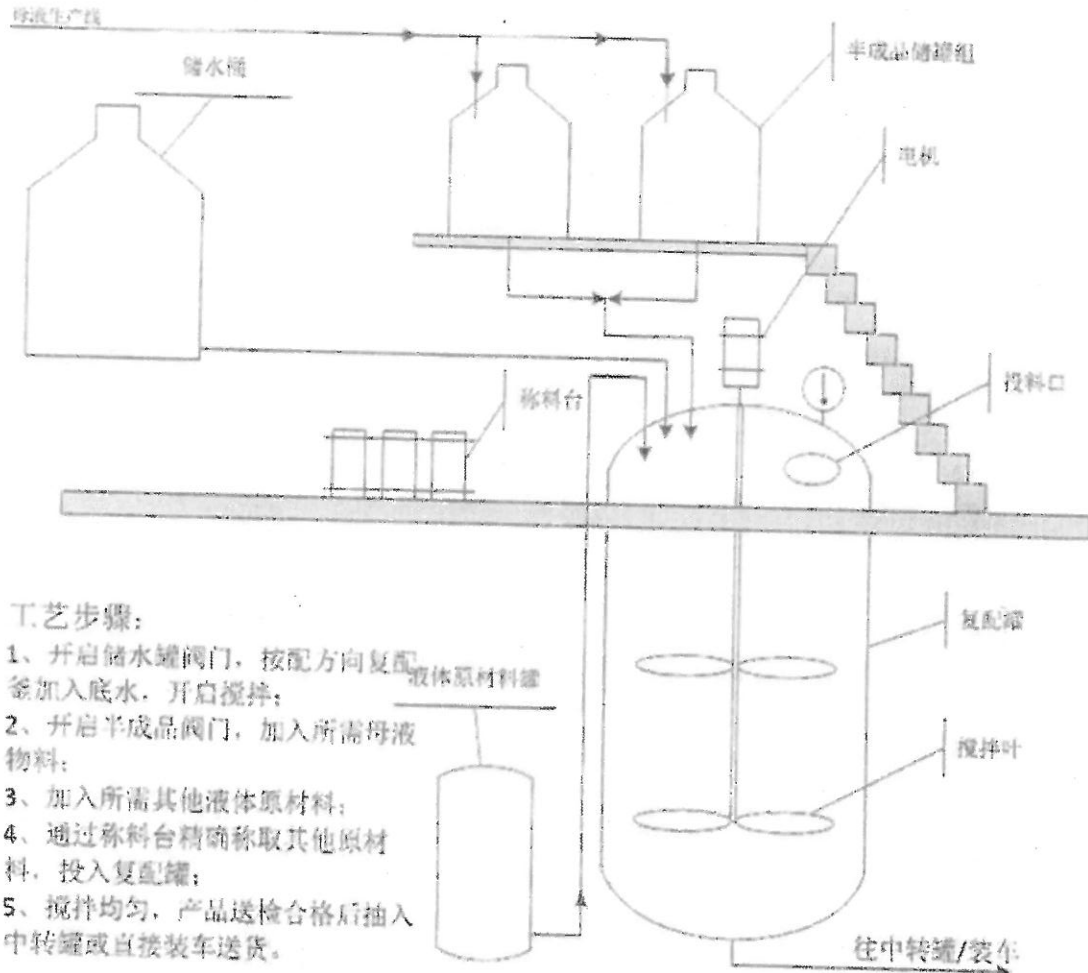 母液生产线
储水桶
半成品储罐组
电机
投料口
称料台
复配罐
搅拌叶
液体原材料罐
工艺步骤：
1、开启储水罐阀门，按配方向复配
釜加入底水，开启搅拌；
2、开启半成品阀门，加入所需母液
物料；
3、加入所需其他液体原材料；
4、通过称料台精确称取其他原材
料，投入复配罐；
5、搅拌均匀，产品送检合格后抽入
中转罐或直接装车送货。
往中转罐/装车